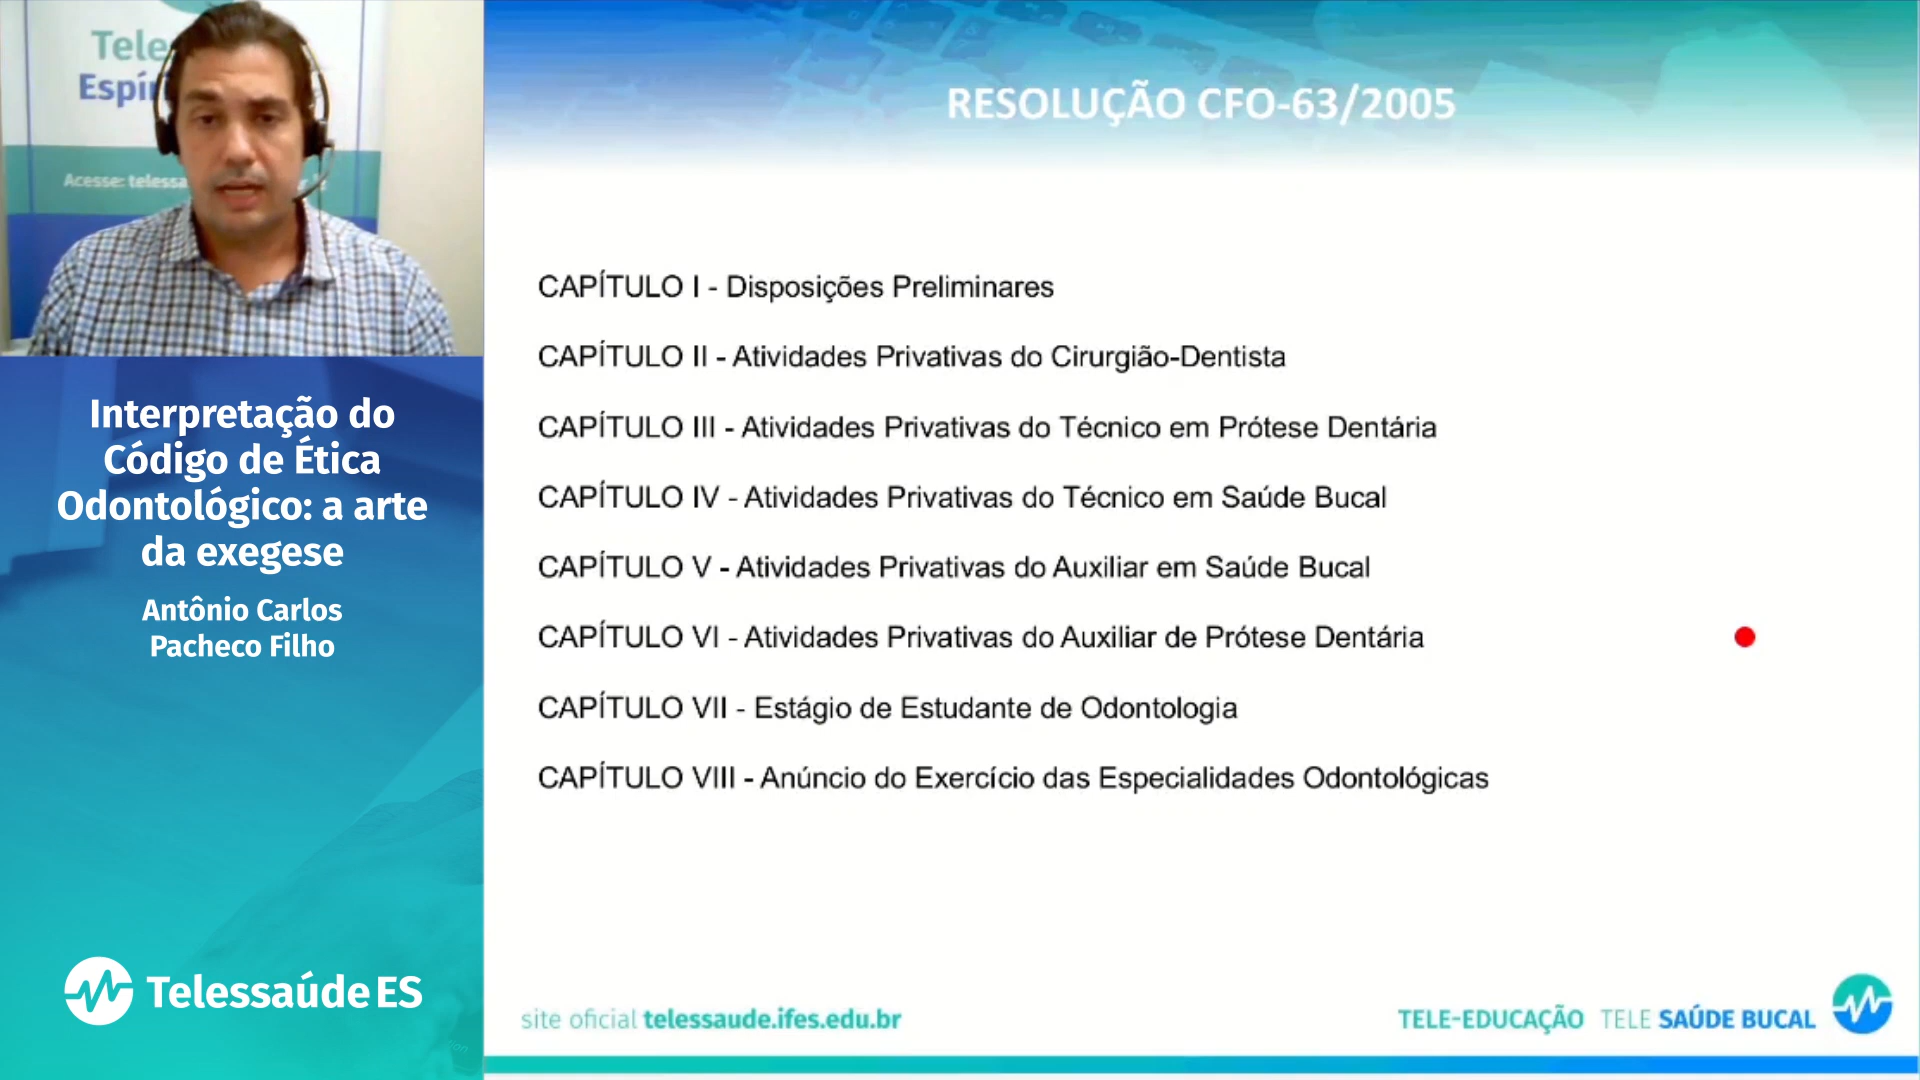 Tele
Espír
Acesse: telessa
Interpretação do
Código de Ética
Odontológico: a arte
da exegese
Antônio Carlos
Pacheco Filho
TelessaúdeES
RESOLUÇÃO CFO-63/2005
CAPÍTULO I - Disposições Preliminares
CAPÍTULO II - Atividades Privativas do Cirurgião-Dentista
CAPÍTULO III - Atividades Privativas do Técnico em Prótese Dentária
CAPÍTULO IV - Atividades Privativas do Técnico em Saúde Bucal
CAPÍTULO V - Atividades Privativas do Auxiliar em Saúde Bucal
CAPÍTULO VI - Atividades Privativas do Auxiliar de Prótese Dentária
CAPÍTULO VII - Estágio de Estudante de Odontologia
CAPÍTULO VIII - Anúncio do Exercício das Especialidades Odontológicas
site oficial telessaude.ifes.edu.br
TELE-EDUCAÇÃO TELE SAÚDE BUCAL